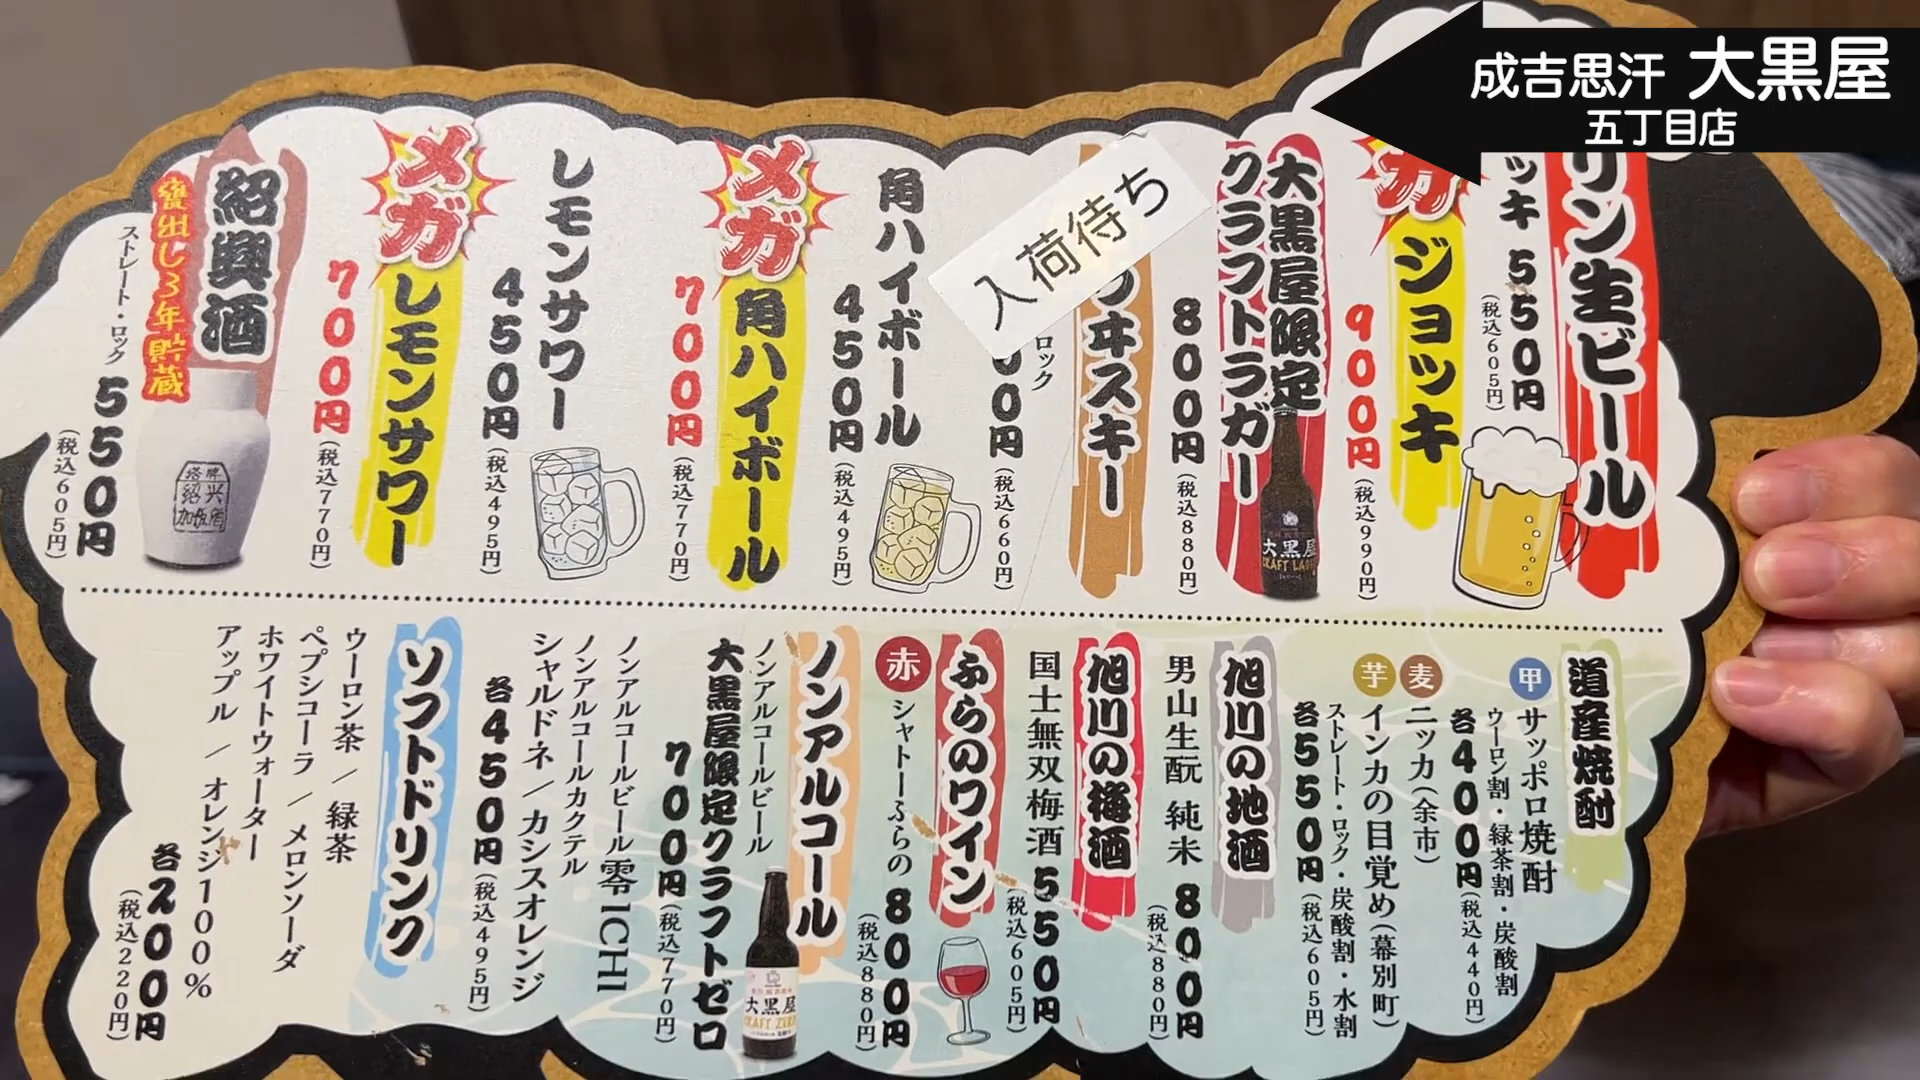 成吉思汗 大黒屋
五丁目店
リン生ビール
ッキ 550円
(税込605円)
ガ
ジョッキ
900円
(税込990円)
大黒屋限定
クラフトラガー
800円
(税込880円)
大黒屋
CRAFT LAGER
入荷待ち
ヰスキー
ロック
00円
(税込660円)
角ハイボール
450円
(税込495円)
メガ
角ハイボール
700円
(税込770円)
レモンサワー
450円
(税込495円)
メガ
レモンサワー
700円
(税込770円)
紹興酒
甕出し3年貯蔵
ストレート・ロック
550円
(税込605円)
塔牌
紹兴
加飯酒
道産焼酎
甲 サッポロ焼酎
ウーロン割・緑茶割・炭酸割
各400円(税込440円)
麦 ニッカ(余市)
芋 インカの目覚め(幕別町)
ストレート・ロック・炭酸割・水割
各550円(税込605円)
旭川の地酒
男山生酛 純米 800円
(税込880円)
旭川の梅酒
国士無双梅酒 550円
(税込605円)
ふらのワイン
赤 シャトーふらの 800円
(税込880円)
ノンアルコール
ノンアルコールビール
大黒屋限定クラフトゼロ
700円(税込770円)
大黒屋
CRAFT ZERO
ノンアルコールビール 零ICHI
ノンアルコールカクテル
シャルドネ / カシスオレンジ
各450円(税込495円)
ソフトドリンク
ウーロン茶 / 緑茶
ペプシコーラ / メロンソーダ
ホワイトウォーター
アップル / オレンジ100%
各200円
(税込220円)